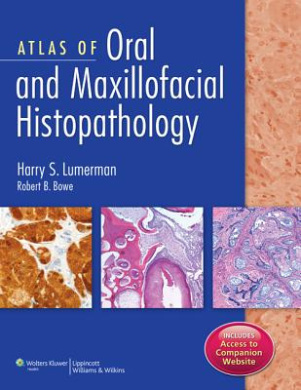 ATLAS OF Oral
and Maxillofacial
Histopathology
Harry S. Lumerman
Robert B. Bowe
INCLUDES
Access to
Companion
Website
Wolters Kluwer | Lippincott
Health Williams & Wilkins